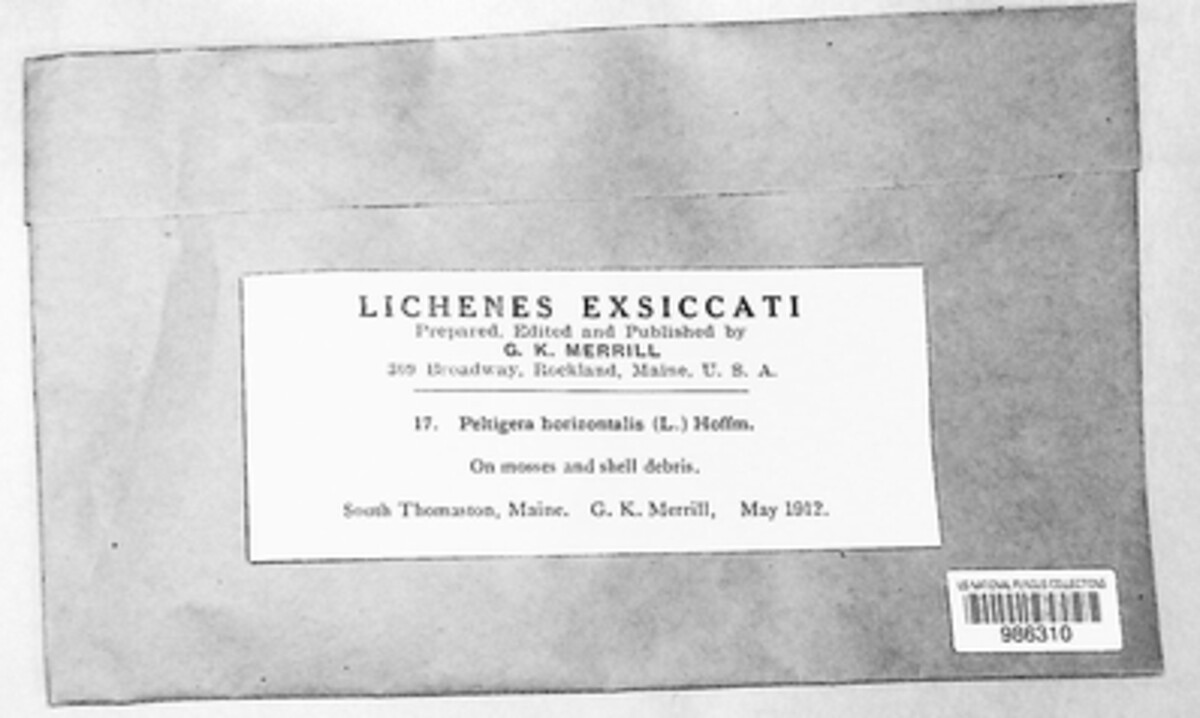 LICHENES EXSICCATI
Prepared, Edited and Published by
G. K. MERRILL
309 Broadway, Rockland, Maine, U. S. A.
17. Peltigera horizontalis (L.) Hoffm.
On mosses and shell debris.
South Thomaston, Maine. G. K. Merrill, May 1912.
US NATIONAL FUNGUS COLLECTIONS
986310